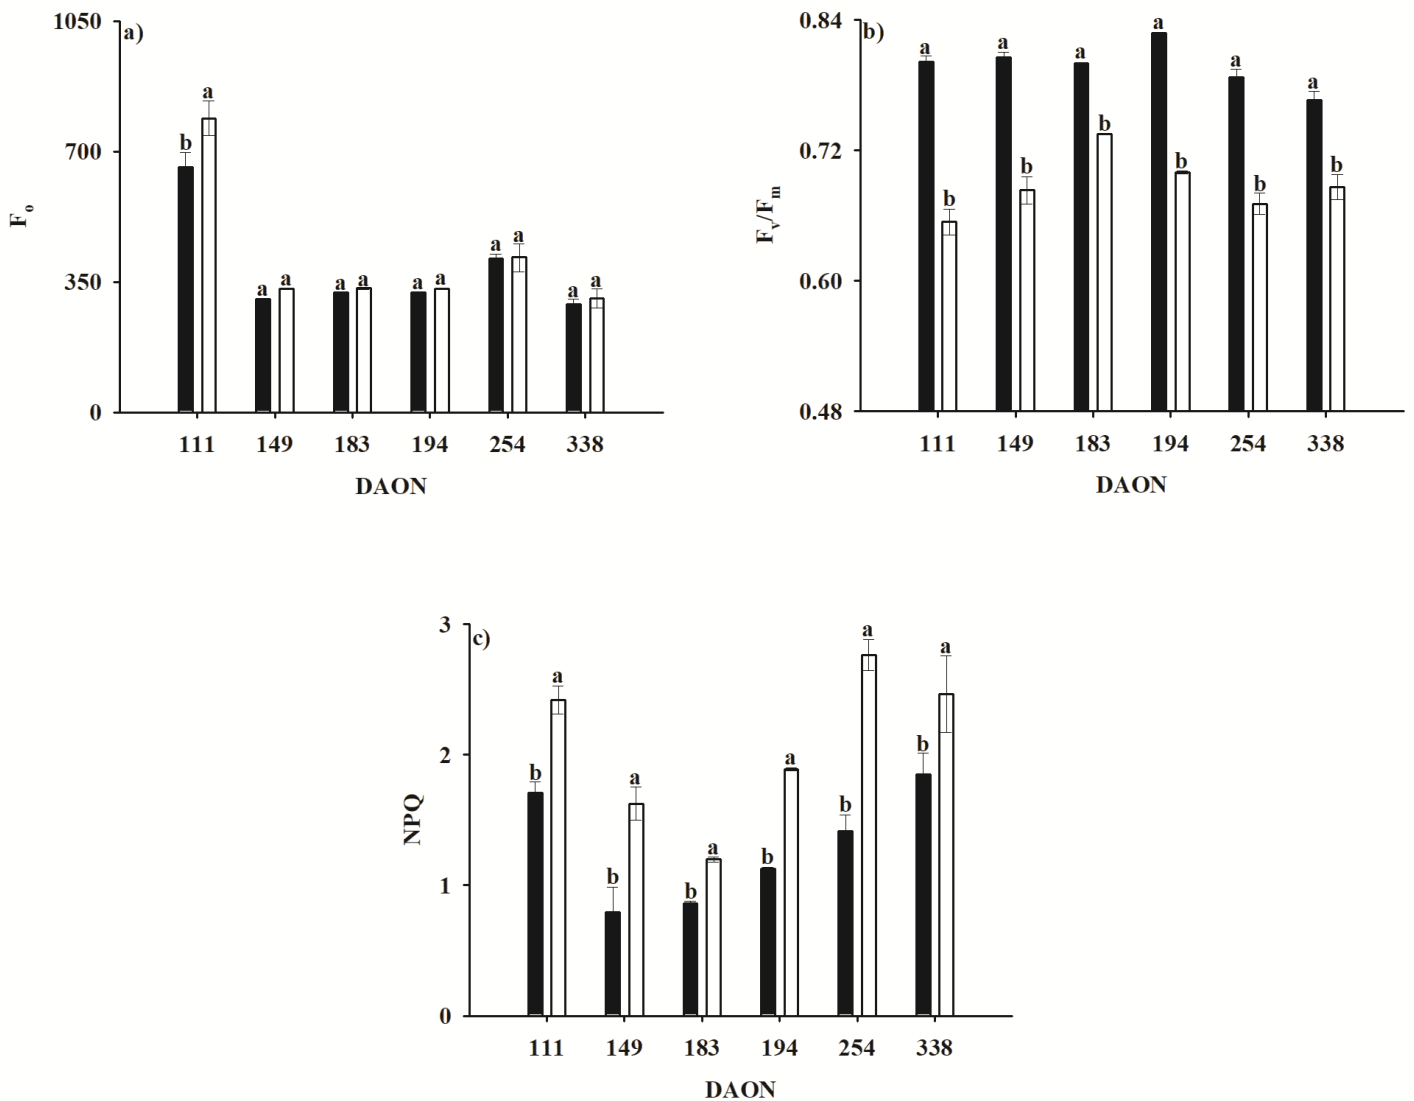 a)
1050
700
350
0
F₀
b a a a a a a a a a a a
111 149 183 194 254 338
DAON
b)
0.84
0.72
0.60
0.48
Fᵥ/Fₘ
a b a b a b a b a b a b
111 149 183 194 254 338
DAON
c)
3
2
1
0
NPQ
b a b a b a b a b a b a
111 149 183 194 254 338
DAON